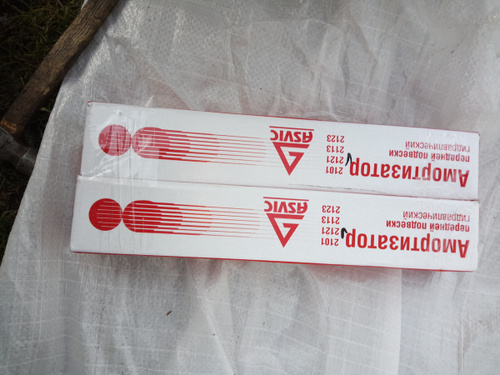 Амортизатор
передней подвески
гидравлический
2101
2121
2113
2123
ASVIC
Амортизатор
передней подвески
гидравлический
2101
2121
2113
2123
ASVIC